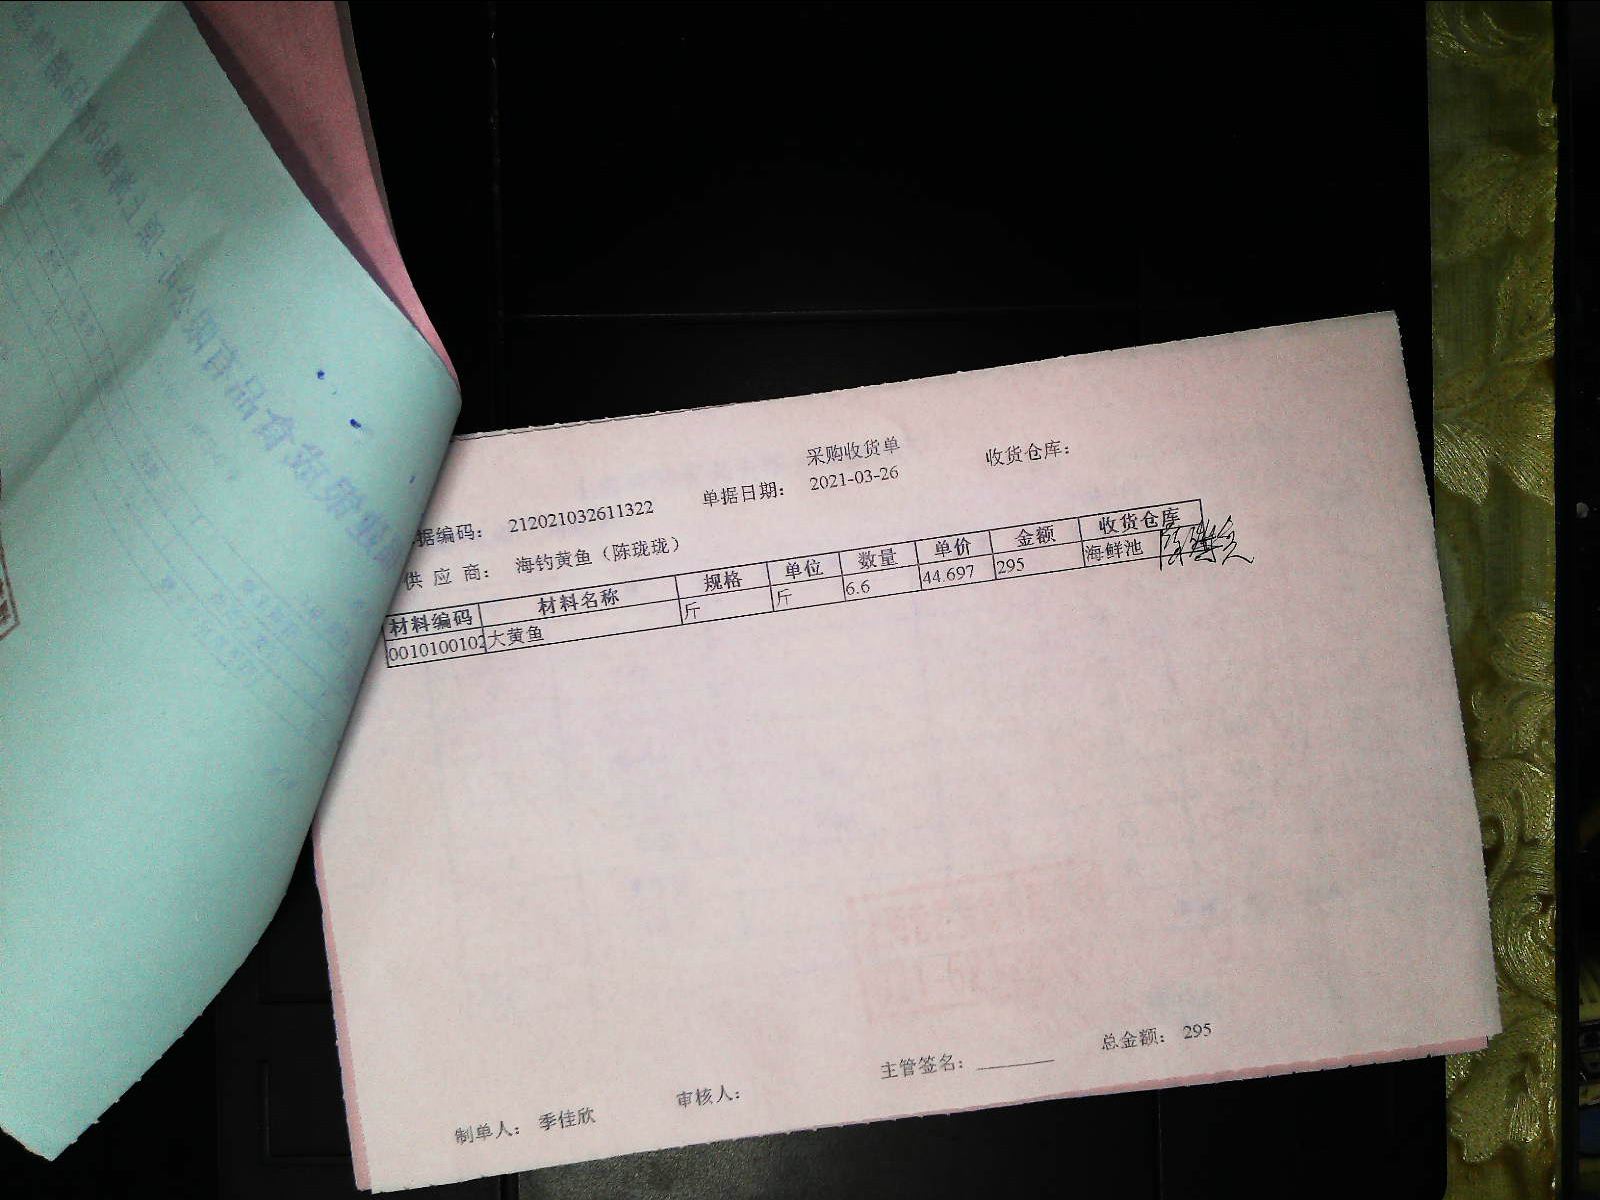 采购收货单
据编码： 212021032611322 单据日期： 2021-03-26 收货仓库：
供 应 商： 海钓黄鱼（陈珑珑）
材料编码 材料名称 规格 单位 数量 单价 金额 收货仓库
0010100102 大黄鱼 斤 斤 6.6 44.697 295 海鲜池
制单人： 季佳欣 审核人： 主管签名： 总金额： 295